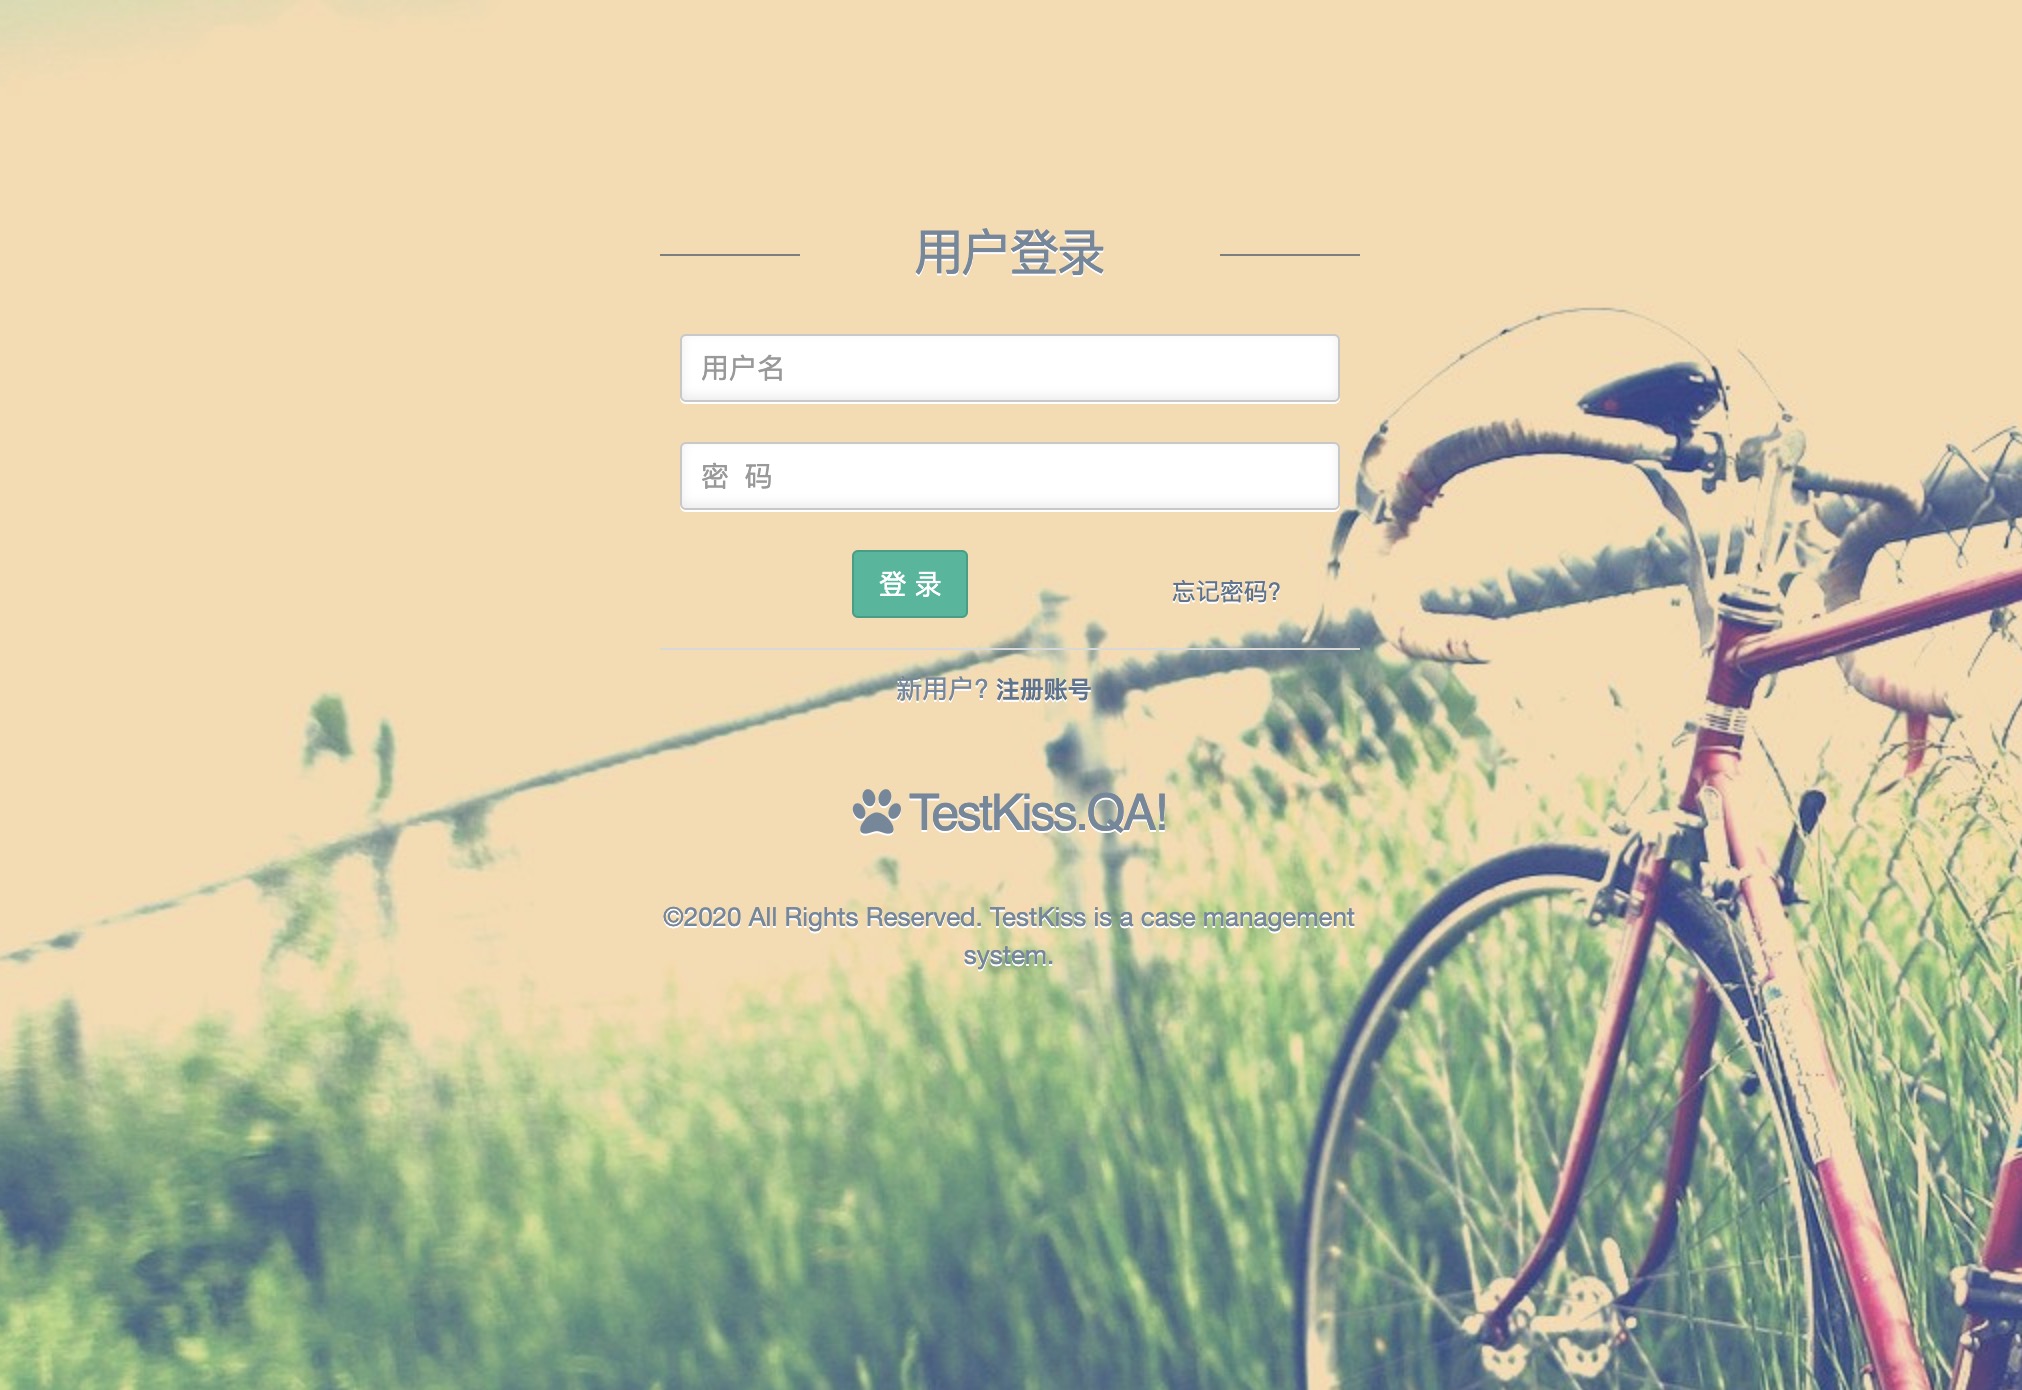 用户登录
用户名
密 码
登 录
忘记密码?
新用户? 注册账号
TestKiss.QA!
©2020 All Rights Reserved. TestKiss is a case management
system.